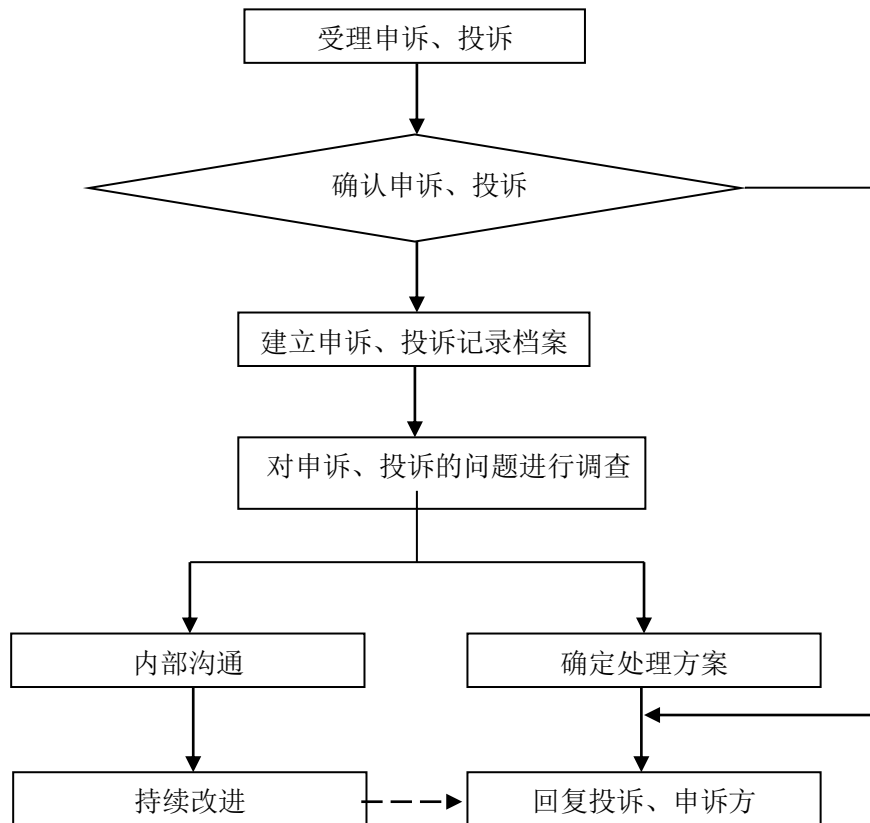 受理申诉、投诉
确认申诉、投诉
建立申诉、投诉记录档案
对申诉、投诉的问题进行调查
内部沟通
确定处理方案
持续改进
回复投诉、申诉方